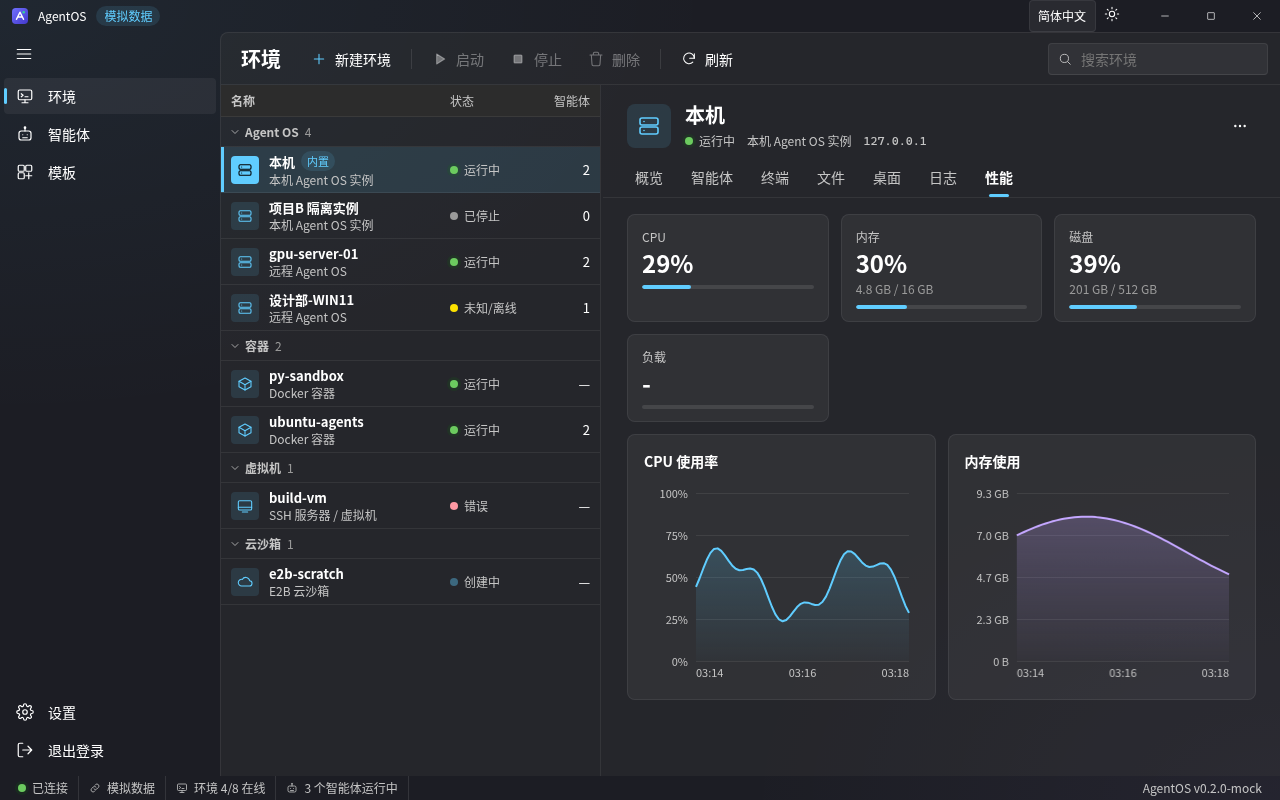 AgentOS 模拟数据 简体中文
环境
智能体
模板
设置
退出登录
环境 新建环境 启动 停止 删除 刷新 搜索环境
名称 状态 智能体
Agent OS 4
本机 内置
本机 Agent OS 实例 运行中 2
项目B 隔离实例
本机 Agent OS 实例 已停止 0
gpu-server-01
远程 Agent OS 运行中 2
设计部-WIN11
远程 Agent OS 未知/离线 1
容器 2
py-sandbox
Docker 容器 运行中 —
ubuntu-agents
Docker 容器 运行中 2
虚拟机 1
build-vm
SSH 服务器 / 虚拟机 错误 —
云沙箱 1
e2b-scratch
E2B 云沙箱 创建中 —
本机
运行中 本机 Agent OS 实例 127.0.0.1
概览 智能体 终端 文件 桌面 日志 性能
CPU
29%
内存
30%
4.8 GB / 16 GB
磁盘
39%
201 GB / 512 GB
负载
-
CPU 使用率
100%
75%
50%
25%
0%
03:14 03:16 03:18
内存使用
9.3 GB
7.0 GB
4.7 GB
2.3 GB
0 B
03:14 03:16 03:18
已连接 模拟数据 环境 4/8 在线 3 个智能体运行中 AgentOS v0.2.0-mock